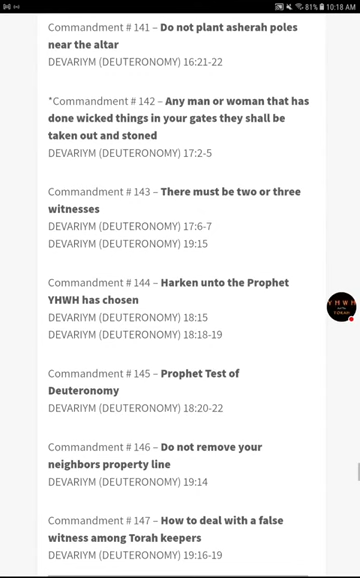 81% 10:18 AM
Commandment # 141 – Do not plant asherah poles
near the altar
DEVARIYM (DEUTERONOMY) 16:21-22
*Commandment # 142 – Any man or woman that has
done wicked things in your gates they shall be
taken out and stoned
DEVARIYM (DEUTERONOMY) 17:2-5
Commandment # 143 – There must be two or three
witnesses
DEVARIYM (DEUTERONOMY) 17:6-7
DEVARIYM (DEUTERONOMY) 19:15
Commandment # 144 – Harken unto the Prophet
YHWH has chosen
DEVARIYM (DEUTERONOMY) 18:15
DEVARIYM (DEUTERONOMY) 18:18-19
YHWH
TORAH
Commandment # 145 – Prophet Test of
Deuteronomy
DEVARIYM (DEUTERONOMY) 18:20-22
Commandment # 146 – Do not remove your
neighbors property line
DEVARIYM (DEUTERONOMY) 19:14
Commandment # 147 – How to deal with a false
witness among Torah keepers
DEVARIYM (DEUTERONOMY) 19:16-19